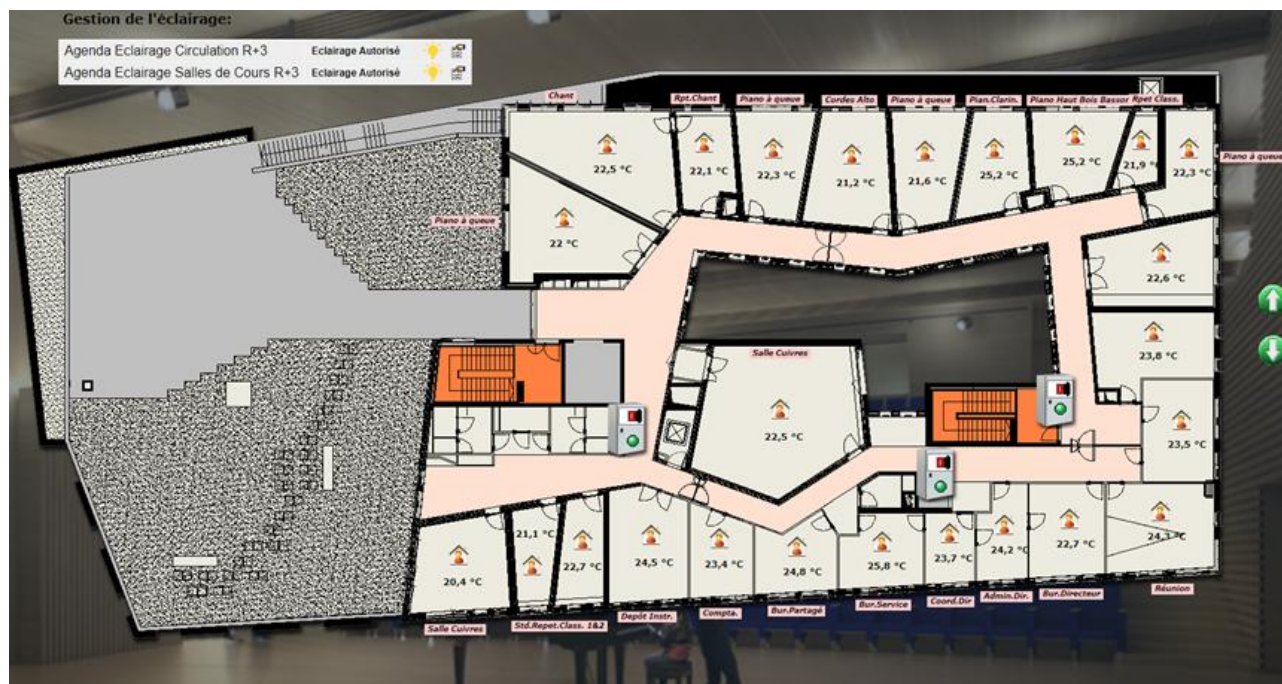 Gestion de l'éclairage:
Agenda Eclairage Circulation R+3 Eclairage Autorisé
Agenda Eclairage Salles de Cours R+3 Eclairage Autorisé
Chant
Rpt.Chant
Piano à queue
Cordes Alto
Piano à queue
Pian.Clarin.
Piano Haut Bois Basson
Rpet Class.
22,5 °C
22,1 °C
22,3 °C
21,2 °C
21,6 °C
25,2 °C
25,2 °C
21,9 °C
22,3 °C
Piano à queue
Piano à queue
22 °C
22,6 °C
Salle Cuivres
23,8 °C
22,5 °C
23,5 °C
20,4 °C
21,1 °C
22,7 °C
24,5 °C
23,4 °C
24,8 °C
25,8 °C
23,7 °C
24,2 °C
22,7 °C
24,3 °C
Salle Cuivres
Std.Repet.Class. 1&2
Depôt Instr.
Compta.
Bur.Partagé
Bur.Service
Coord.Dir
Admin.Dir.
Bur.Directeur
Réunion